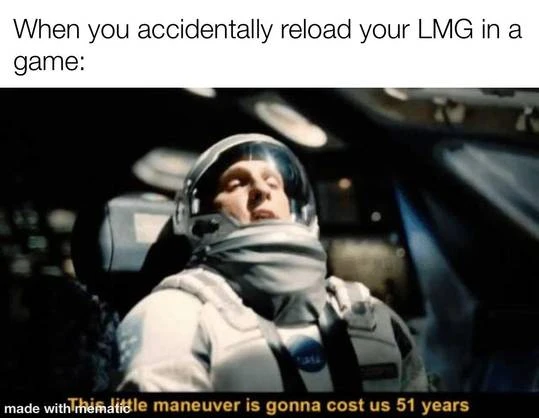 When you accidentally reload your LMG in a
game:
This little maneuver is gonna cost us 51 years
made with mematic